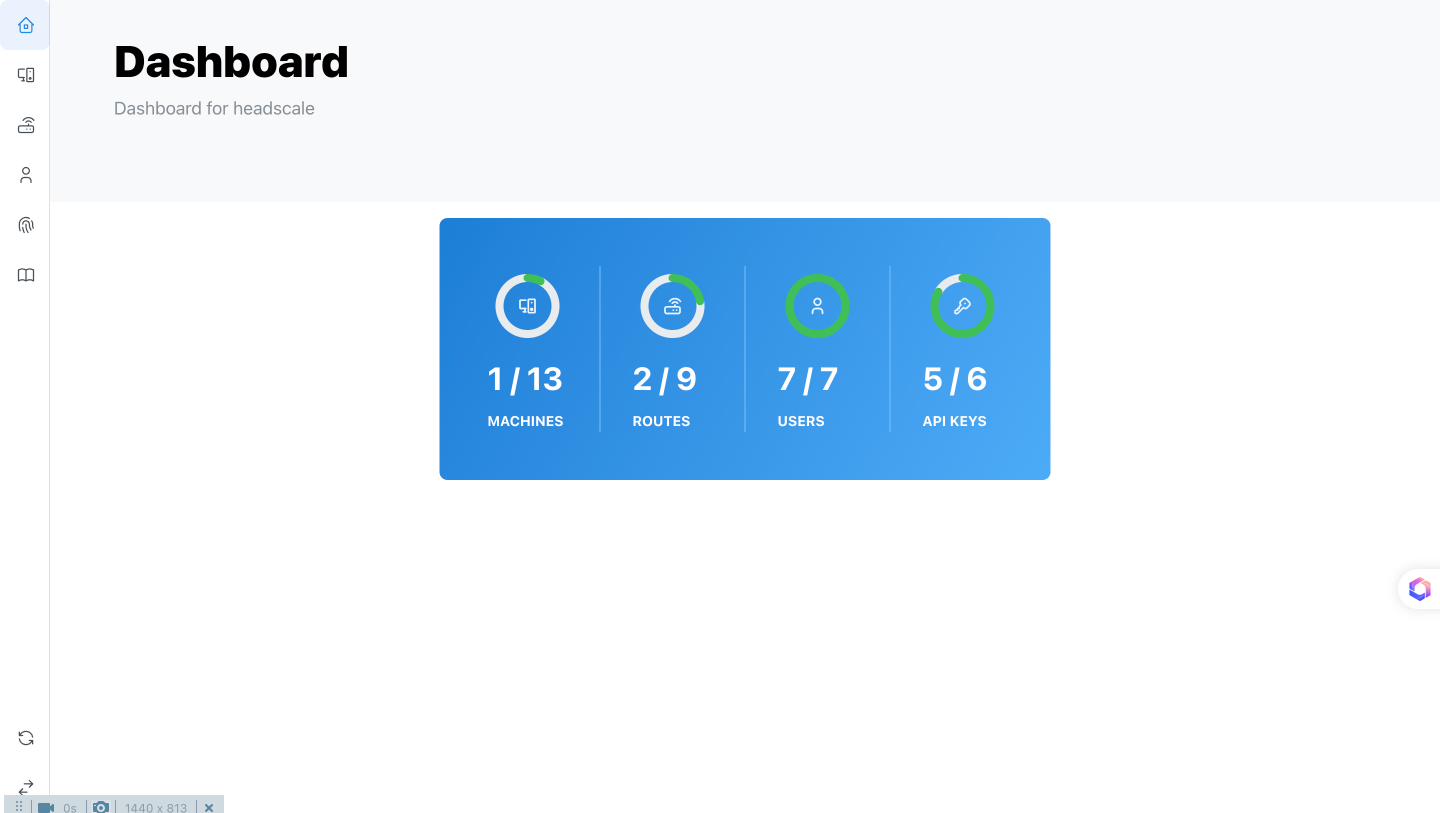 Dashboard
Dashboard for headscale
1 / 13
MACHINES
2 / 9
ROUTES
7 / 7
USERS
5 / 6
API KEYS
0s
1440 x 813